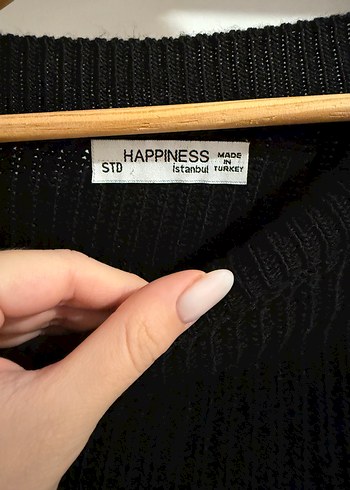 HAPPINESS
STD istanbul
MADE
IN
TURKEY